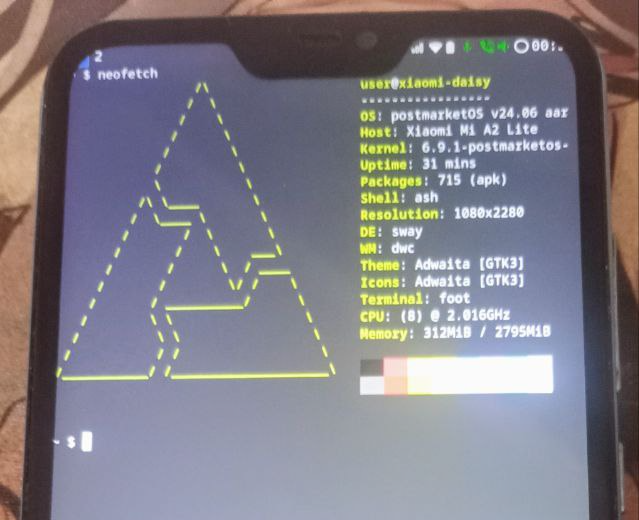 2
00:
~ $ neofetch
user@xiaomi-daisy
-----------------
OS: postmarketOS v24.06 aar
Host: Xiaomi Mi A2 Lite
Kernel: 6.9.1-postmarketos-
Uptime: 31 mins
Packages: 715 (apk)
Shell: ash
Resolution: 1080x2280
DE: sway
WM: dwc
Theme: Adwaita [GTK3]
Icons: Adwaita [GTK3]
Terminal: foot
CPU: (8) @ 2.016GHz
Memory: 312MiB / 2795MiB
~ $